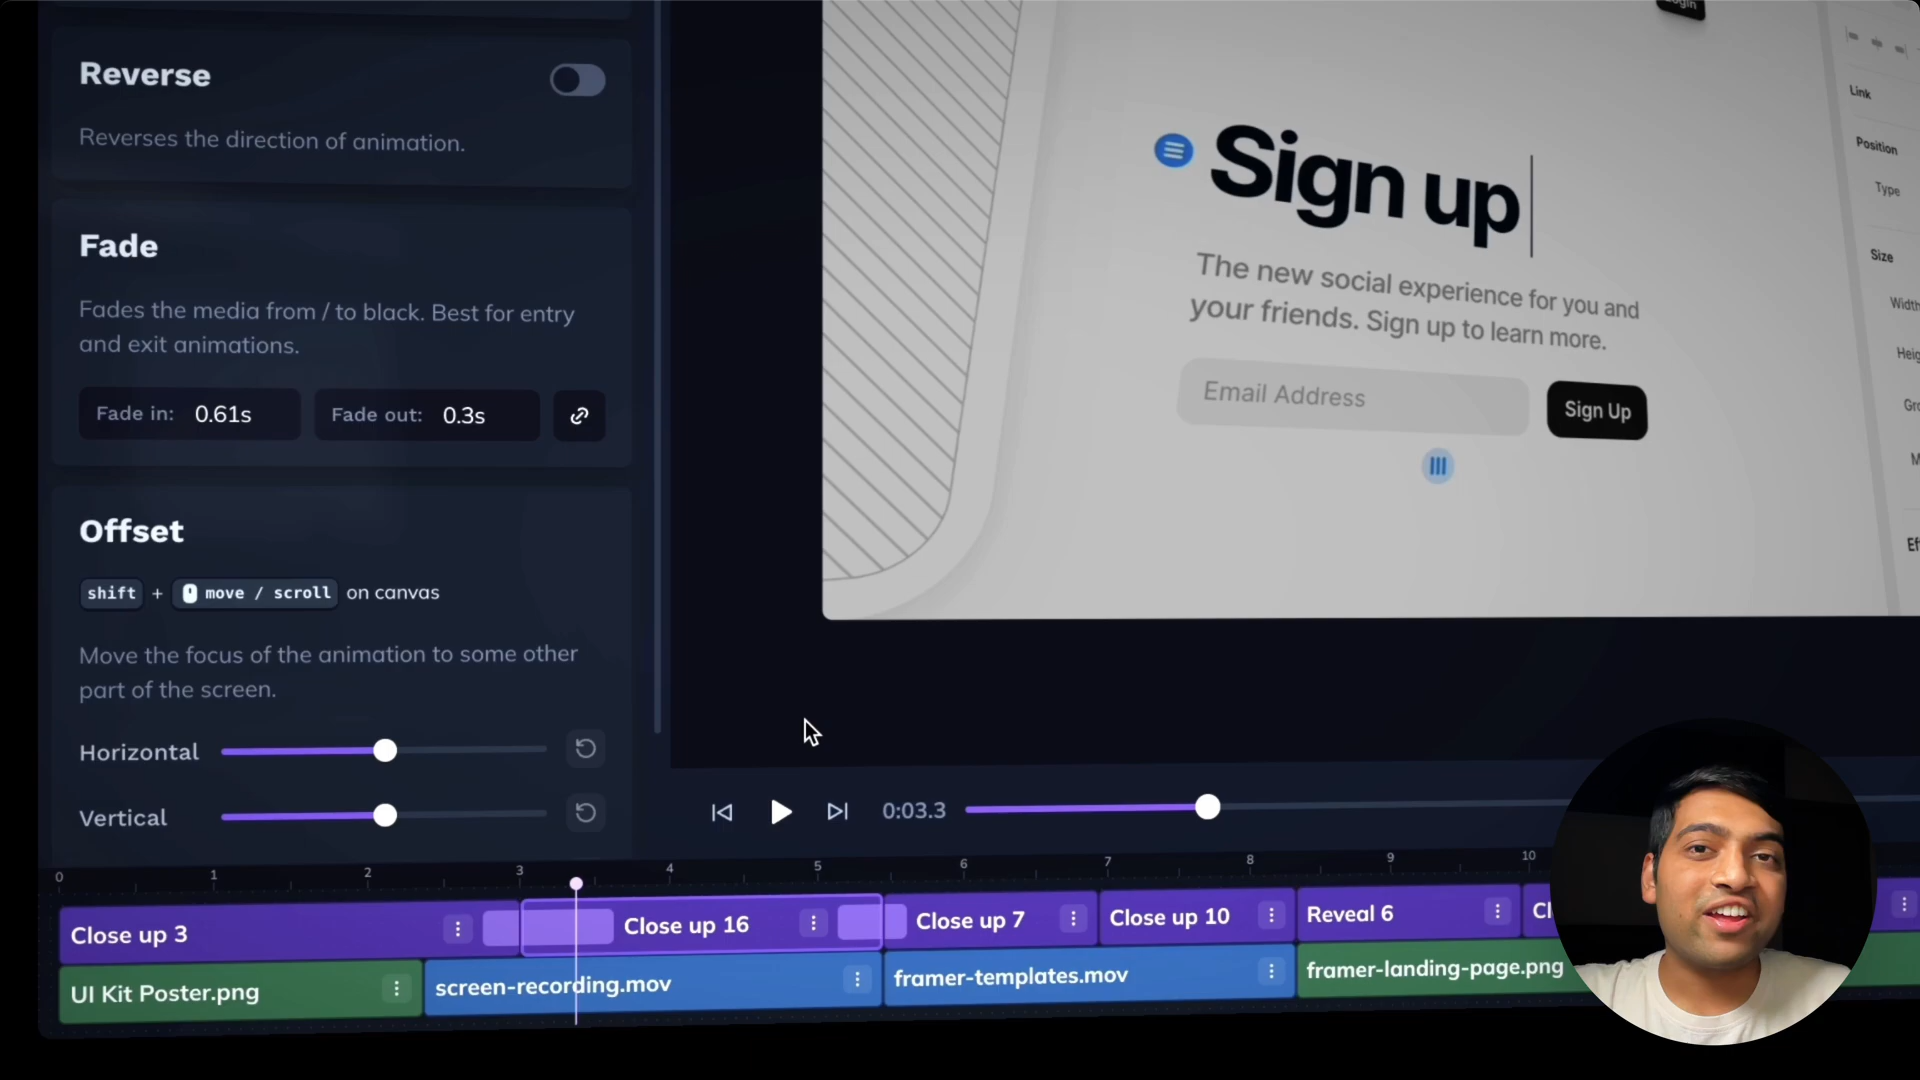 Reverse
Reverses the direction of animation.
Fade
Fades the media from / to black. Best for entry
and exit animations.
Fade in: 0.61s
Fade out: 0.3s
Offset
shift + move / scroll on canvas
Move the focus of the animation to some other
part of the screen.
Horizontal
Vertical
Sign up
The new social experience for you and
your friends. Sign up to learn more.
Email Address
Sign Up
Link
Position
Type
Size
Width
0:03.3
0 1 2 3 4 5 6 7 8 9 10
Close up 3
Close up 16
Close up 7
Close up 10
Reveal 6
UI Kit Poster.png
screen-recording.mov
framer-templates.mov
framer-landing-page.png